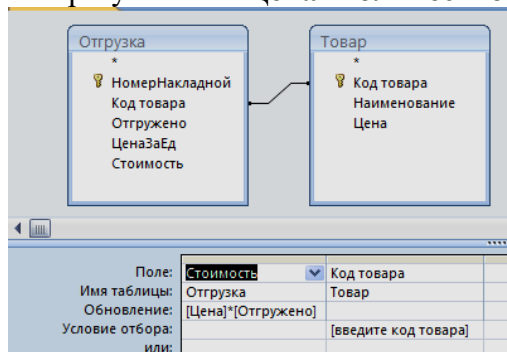 Отгрузка
*
НомерНакладной
Код товара
Отгружено
ЦенаЗаЕд
Стоимость
Товар
*
Код товара
Наименование
Цена
Поле: Стоимость Код товара
Имя таблицы: Отгрузка Товар
Обновление: [Цена]*[Отгружено]
Условие отбора: [введите код товара]
или: